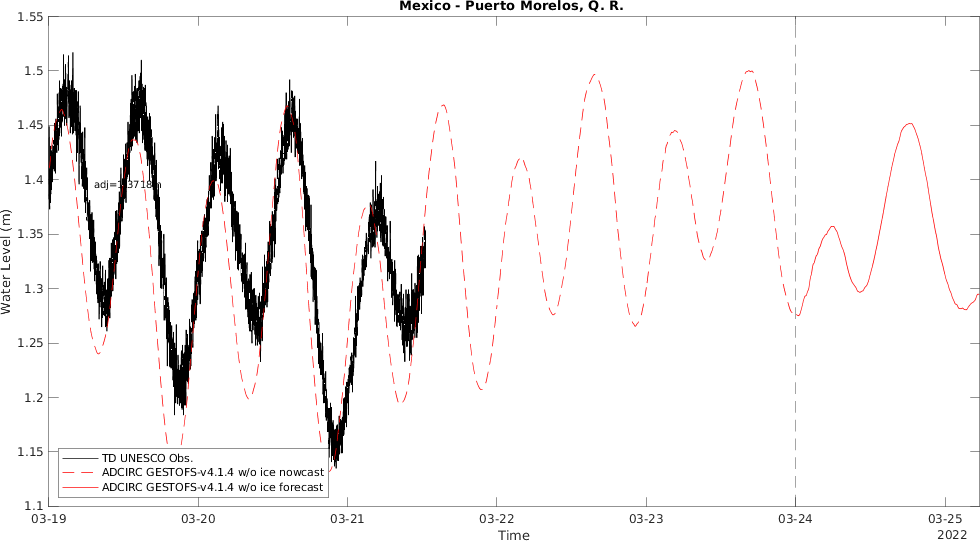 Mexico - Puerto Morelos, Q. R.
1.55
1.5
1.45
1.4
1.35
1.3
1.25
1.2
1.15
1.1
Water Level (m)
adj=1.3718m
TD UNESCO Obs.
ADCIRC GESTOFS-v4.1.4 w/o ice nowcast
ADCIRC GESTOFS-v4.1.4 w/o ice forecast
03-19
03-20
03-21
03-22
03-23
03-24
03-25
Time
2022